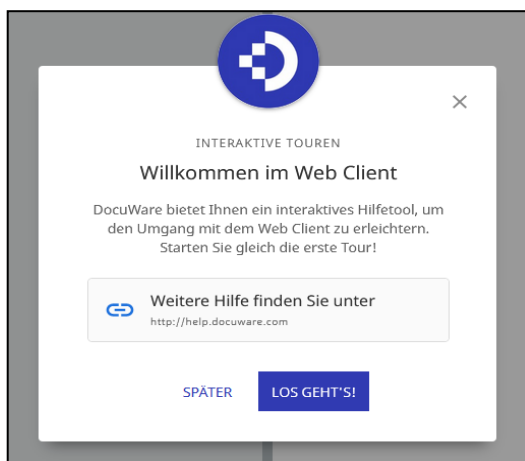 INTERAKTIVE TOUREN
Willkommen im Web Client
DocuWare bietet Ihnen ein interaktives Hilfetool, um
den Umgang mit dem Web Client zu erleichtern.
Starten Sie gleich die erste Tour!
Weitere Hilfe finden Sie unter
http://help.docuware.com
SPÄTER LOS GEHT'S!